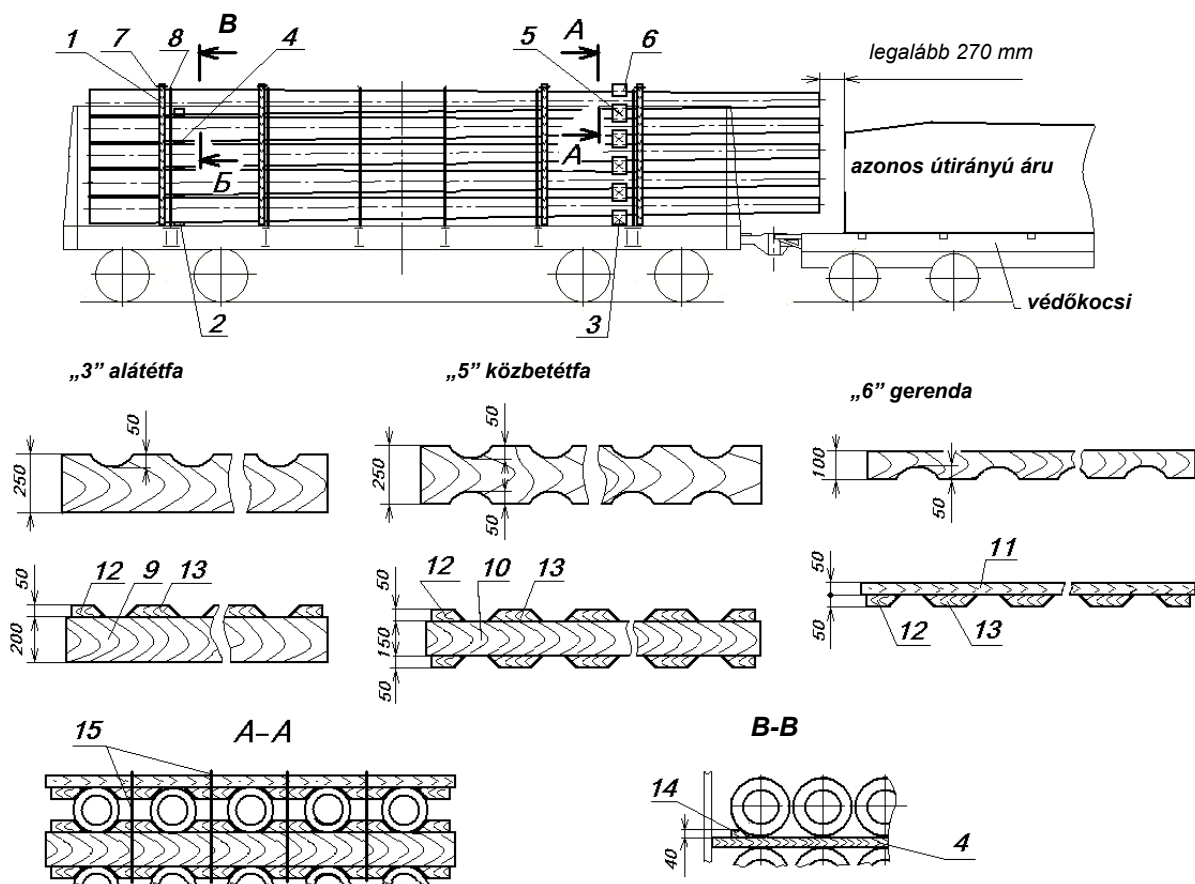 1 7 8 B 4 A 5 6
legalább 270 mm
A
Б
azonos útirányú áru
2 3
védőkocsi
„3” alátétfa
„5” közbetétfa
„6” gerenda
50
250
50
250
50
100
50
50
200
12 9 13
50
150
50
12 10 13
50
50
11
12 13
15
A–A
B-B
14
40
4